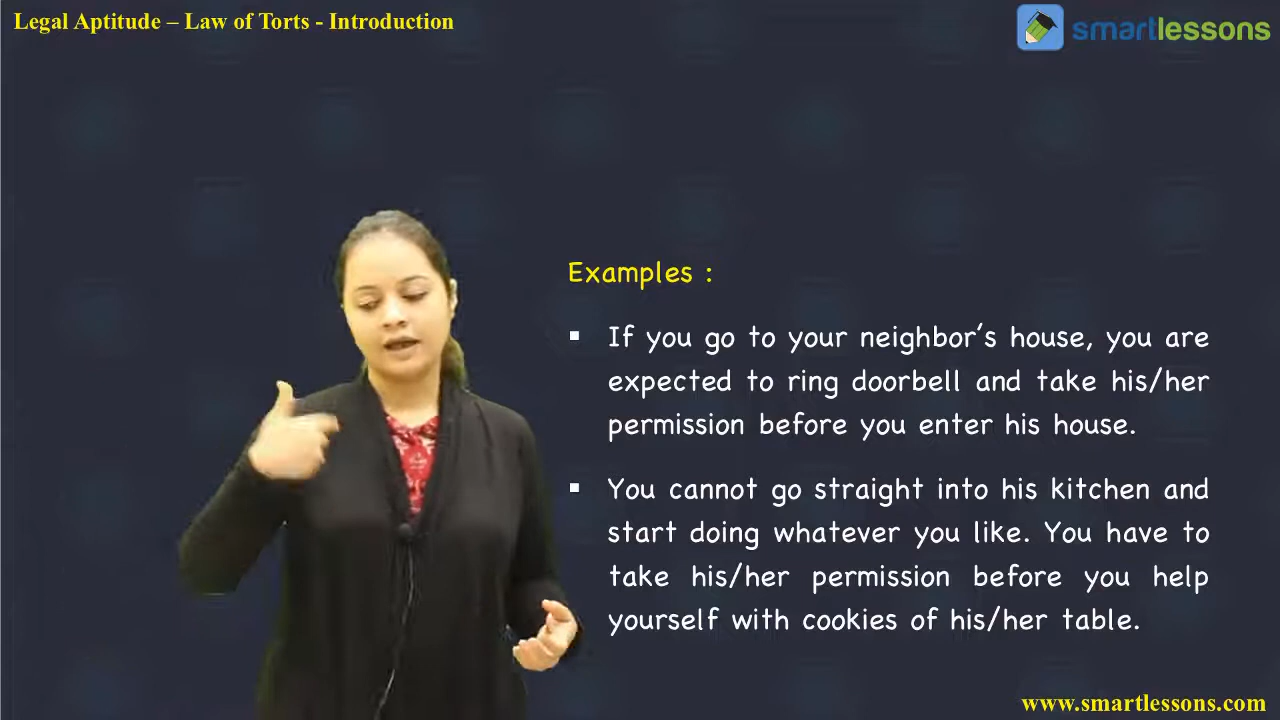 Legal Aptitude – Law of Torts - Introduction
smartlessons
Examples :
▪ If you go to your neighbor's house, you are
expected to ring doorbell and take his/her
permission before you enter his house.
▪ You cannot go straight into his kitchen and
start doing whatever you like. You have to
take his/her permission before you help
yourself with cookies of his/her table.
www.smartlessons.com